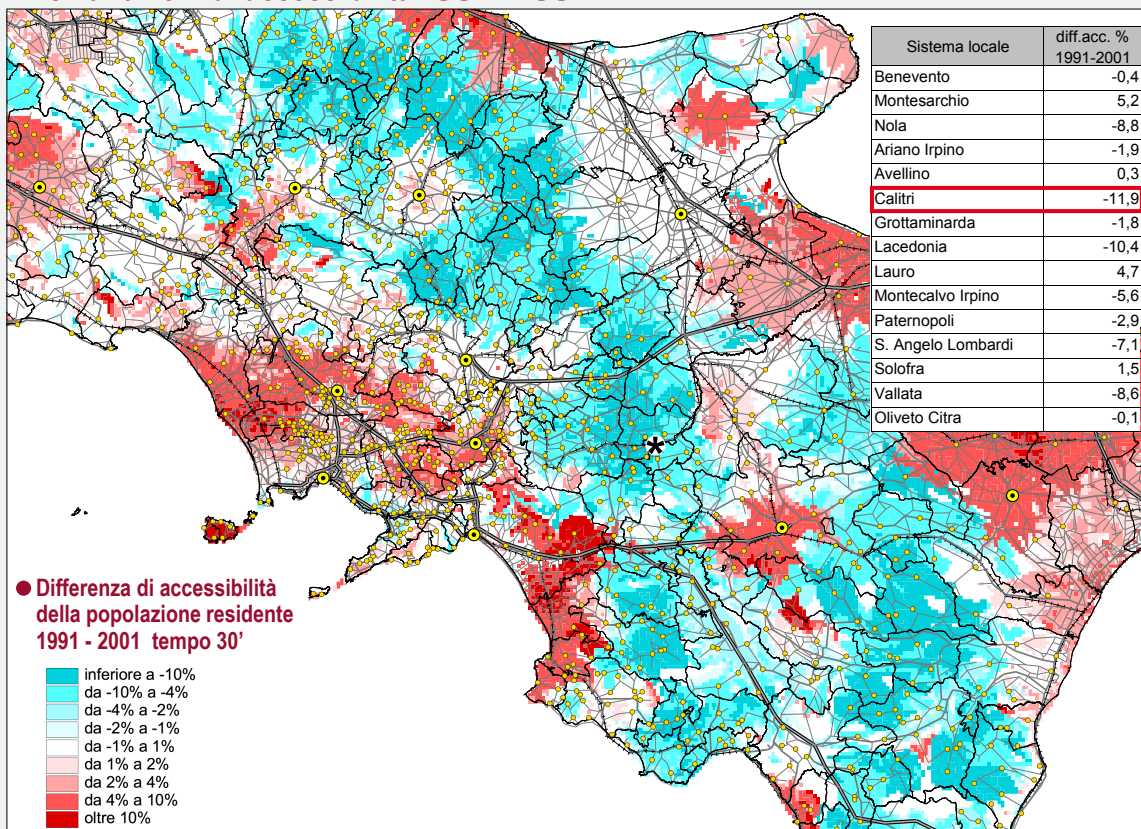 Sistema locale diff.acc. % 1991-2001
Benevento -0,4
Montesarchio 5,2
Nola -8,8
Ariano Irpino -1,9
Avellino 0,3
Calitri -11,9
Grottaminarda -1,8
Lacedonia -10,4
Lauro 4,7
Montecalvo Irpino -5,6
Paternopoli -2,9
S. Angelo Lombardi -7,1
Solofra 1,5
Vallata -8,6
Oliveto Citra -0,1
*
Differenza di accessibilità
della popolazione residente
1991 - 2001 tempo 30'
inferiore a -10%
da -10% a -4%
da -4% a -2%
da -2% a -1%
da -1% a 1%
da 1% a 2%
da 2% a 4%
da 4% a 10%
oltre 10%